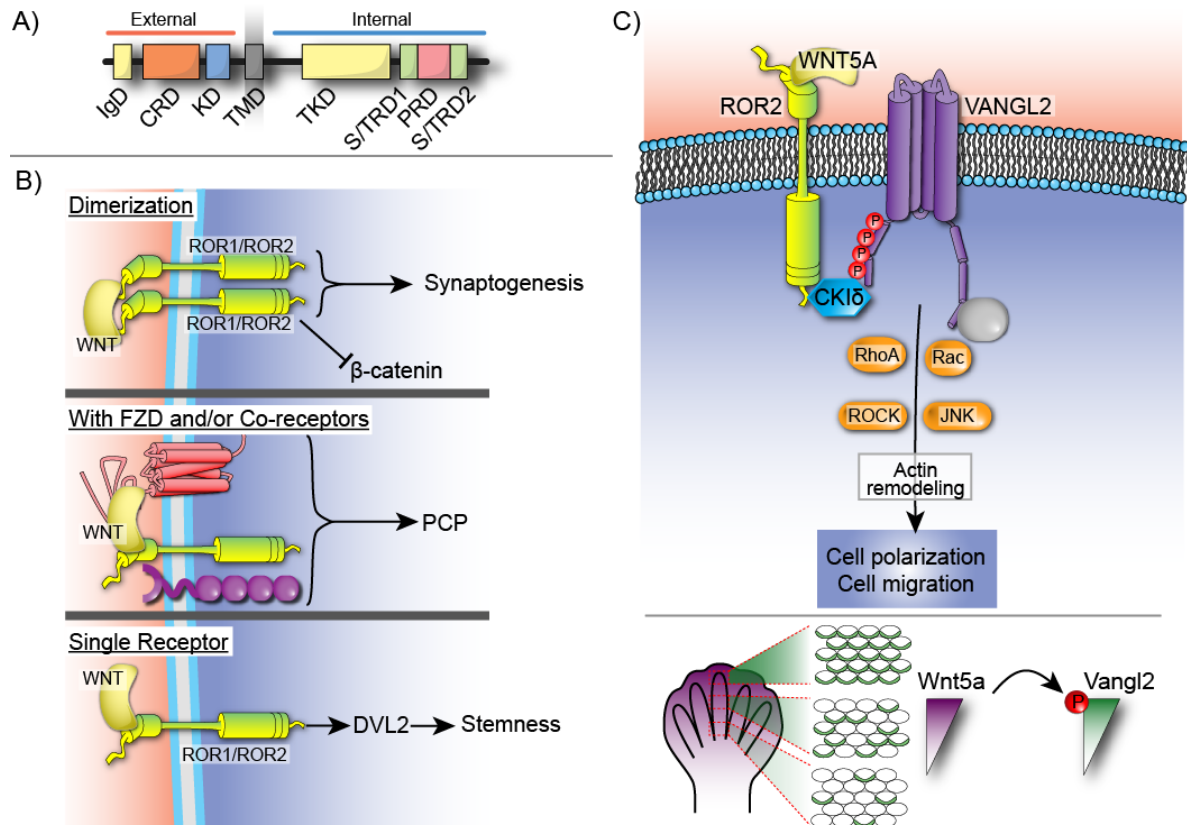 A)
External
Internal
IgD
CRD
KD
TMD
TKD
S/TRD1
PRD
S/TRD2
B)
Dimerization
ROR1/ROR2
ROR1/ROR2
WNT
Synaptogenesis
β-catenin
With FZD and/or Co-receptors
WNT
PCP
Single Receptor
WNT
ROR1/ROR2
DVL2
Stemness
C)
WNT5A
ROR2
VANGL2
P
P
P
P
CKIδ
RhoA
Rac
ROCK
JNK
Actin
remodeling
Cell polarization
Cell migration
Wnt5a
Vangl2
P